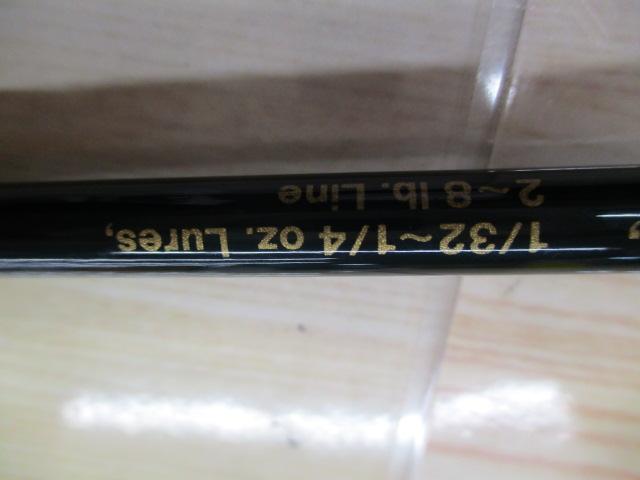 1/32~1/4 oz. Lures,
2~8 lb. Line